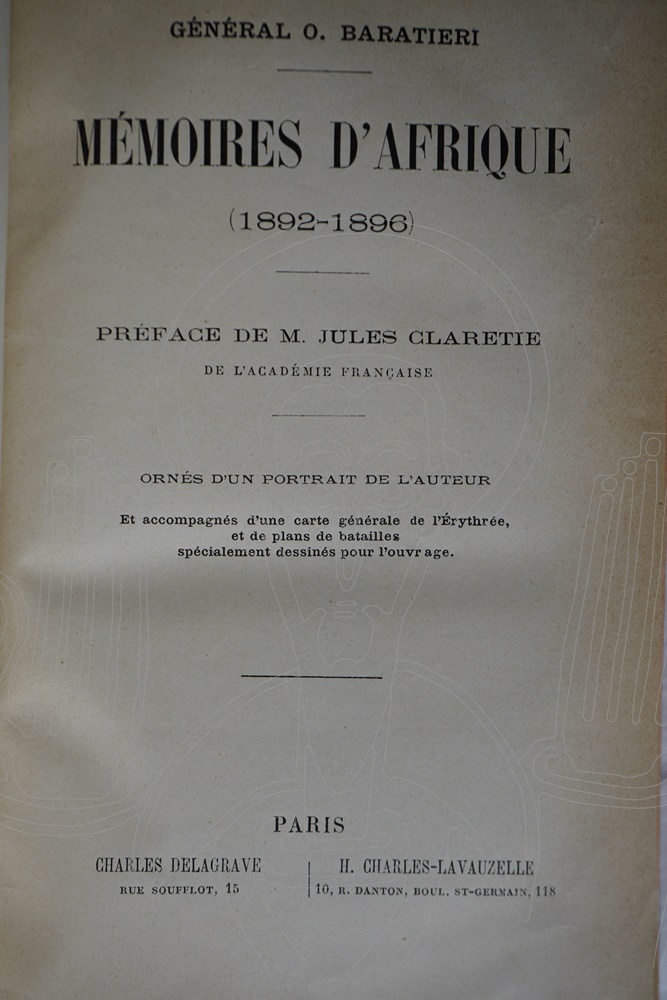 GÉNÉRAL O. BARATIERI
MÉMOIRES D'AFRIQUE
(1892-1896)
PRÉFACE DE M. JULES CLARETIE
DE L'ACADÉMIE FRANÇAISE
ORNÉS D'UN PORTRAIT DE L'AUTEUR
Et accompagnés d'une carte générale de l'Érythrée,
et de plans de batailles
spécialement dessinés pour l'ouvrage.
PARIS
CHARLES DELAGRAVE
RUE SOUFFLOT, 15
H. CHARLES-LAVAUZELLE
10, R. DANTON, BOUL. ST-GERMAIN, 118